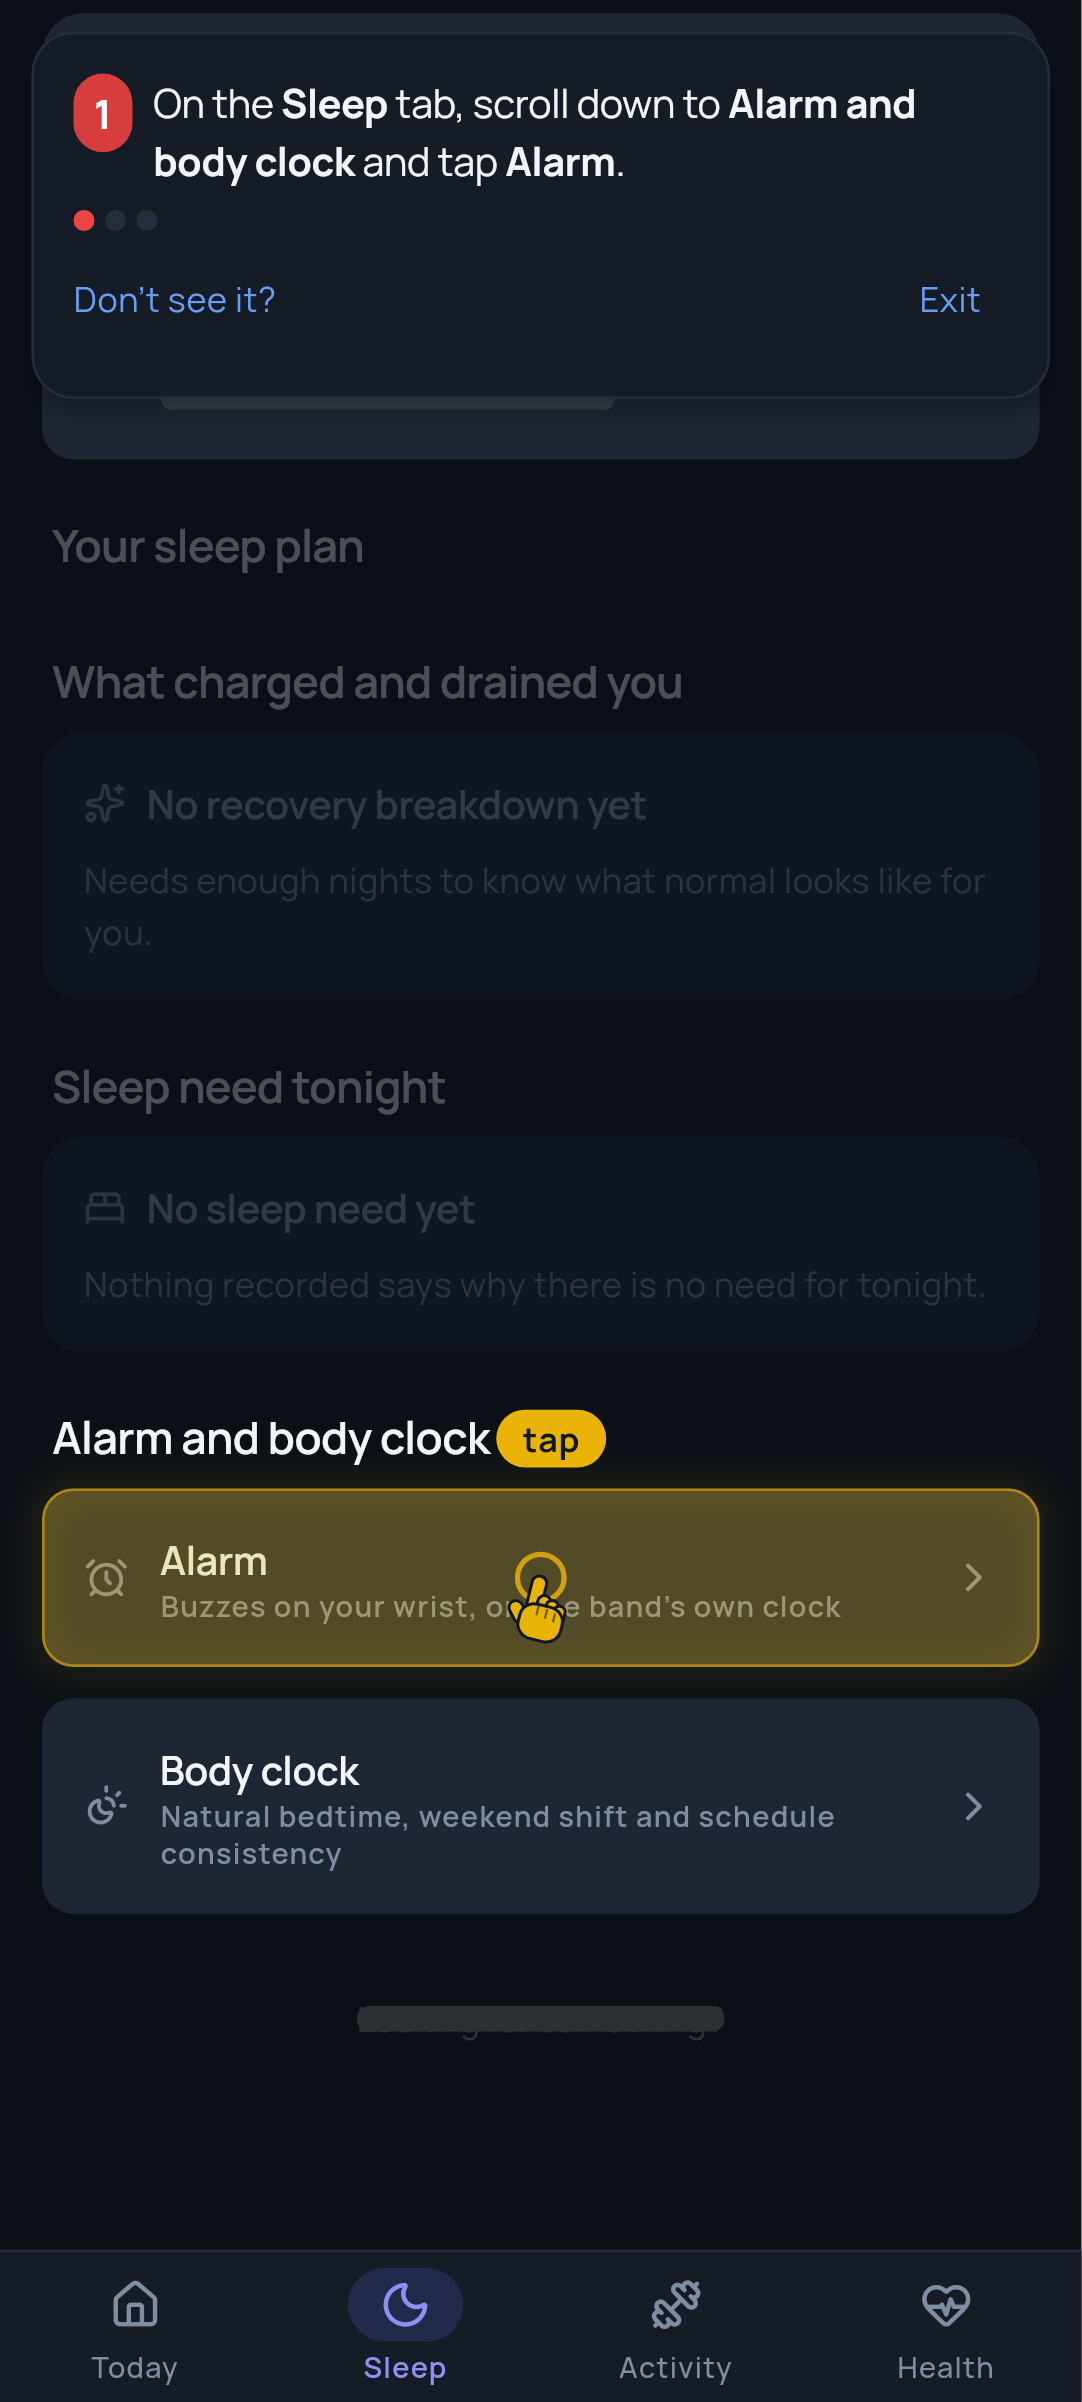 1
On the Sleep tab, scroll down to Alarm and
body clock and tap Alarm.
Don't see it?
Exit
Your sleep plan
What charged and drained you
No recovery breakdown yet
Needs enough nights to know what normal looks like for
you.
Sleep need tonight
No sleep need yet
Nothing recorded says why there is no need for tonight.
Alarm and body clock tap
Alarm
Buzzes on your wrist, band's own clock
Body clock
Natural bedtime, weekend shift and schedule
consistency
Today
Sleep
Activity
Health